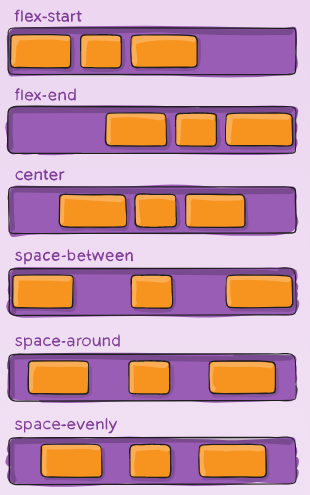 flex-start
flex-end
center
space-between
space-around
space-evenly